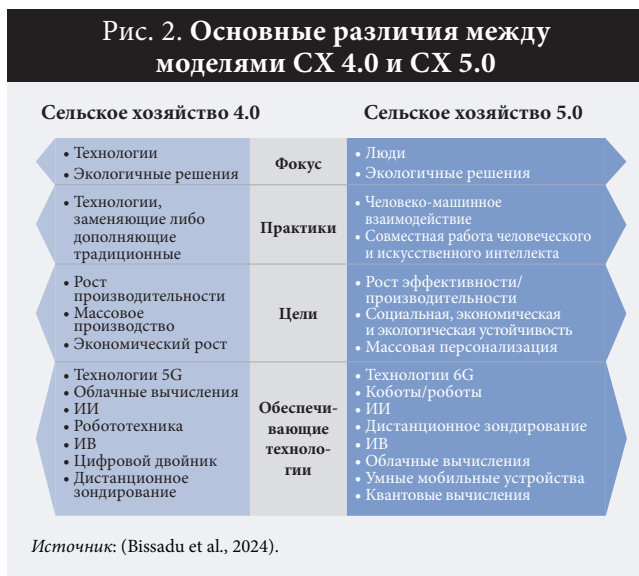 Рис. 2. Основные различия между
моделями СХ 4.0 и СХ 5.0
Сельское хозяйство 4.0
Сельское хозяйство 5.0
• Технологии
• Экологичные решения
Фокус
• Люди
• Экологичные решения
• Технологии,
заменяющие либо
дополняющие
традиционные
Практики
• Человеко-машинное
взаимодействие
• Совместная работа человеческого
и искусственного интеллекта
• Рост
производительности
• Массовое
производство
• Экономический рост
Цели
• Рост эффективности/
производительности
• Социальная, экономическая
и экологическая устойчивость
• Массовая персонализация
• Технологии 5G
• Облачные вычисления
• ИИ
• Робототехника
• ИВ
• Цифровой двойник
• Дистанционное
зондирование
Обеспечи-
вающие
техноло-
гии
• Технологии 6G
• Коботы/роботы
• ИИ
• Дистанционное зондирование
• ИВ
• Облачные вычисления
• Умные мобильные устройства
• Квантовые вычисления
Источник: (Bissadu et al., 2024).